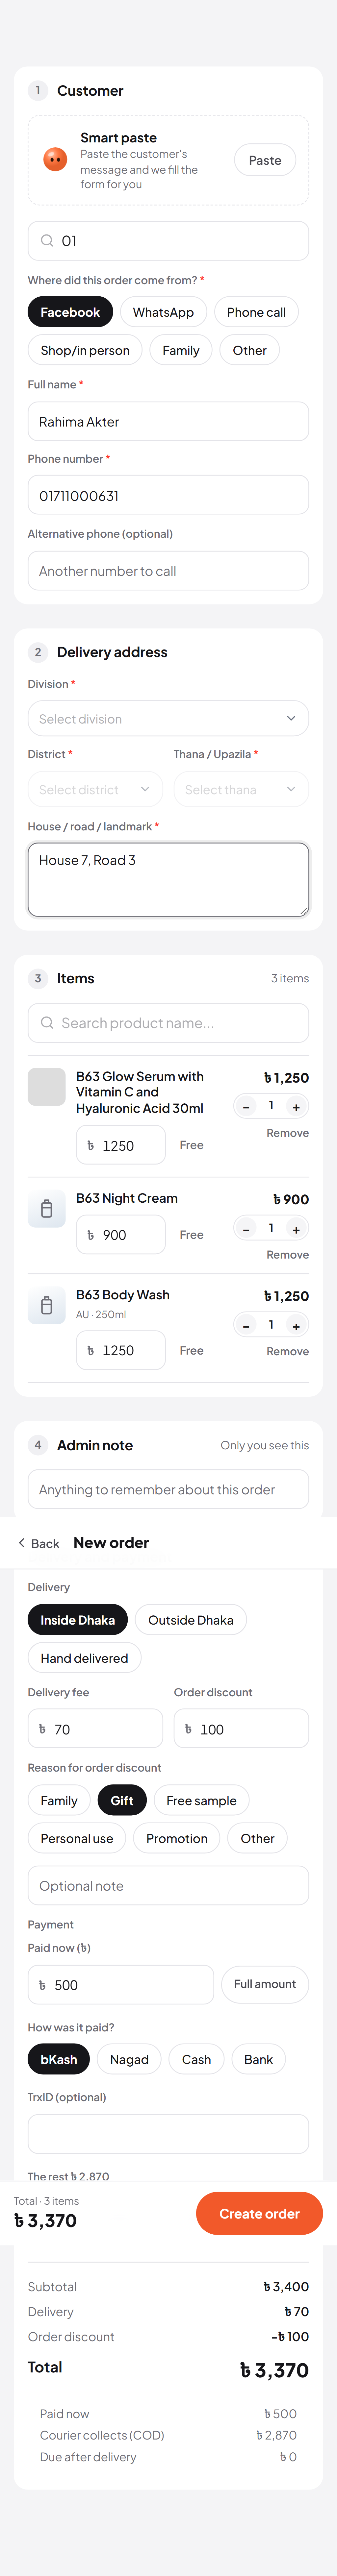 1 Customer
Smart paste
Paste the customer's
message and we fill the
form for you
Paste
01
Where did this order come from? *
Facebook WhatsApp Phone call
Shop/in person Family Other
Full name *
Rahima Akter
Phone number *
01711000631
Alternative phone (optional)
Another number to call
2 Delivery address
Division *
Select division
District * Thana / Upazila *
Select district Select thana
House / road / landmark *
House 7, Road 3
3 Items 3 items
Search product name...
B63 Glow Serum with
Vitamin C and
Hyaluronic Acid 30ml
৳ 1,250
− 1 +
Remove
৳ 1250 Free
B63 Night Cream ৳ 900
− 1 +
৳ 900 Free
Remove
B63 Body Wash ৳ 1,250
AU · 250ml − 1 +
৳ 1250 Free
Remove
4 Admin note Only you see this
Anything to remember about this order
Back New order
Delivery
Inside Dhaka Outside Dhaka
Hand delivered
Delivery fee Order discount
৳ 70 ৳ 100
Reason for order discount
Family Gift Free sample
Personal use Promotion Other
Optional note
Payment
Paid now (৳)
৳ 500 Full amount
How was it paid?
bKash Nagad Cash Bank
TrxID (optional)
The rest ৳ 2,870
Total · 3 items
৳ 3,370
Create order
Subtotal ৳ 3,400
Delivery ৳ 70
Order discount -৳ 100
Total ৳ 3,370
Paid now ৳ 500
Courier collects (COD) ৳ 2,870
Due after delivery ৳ 0